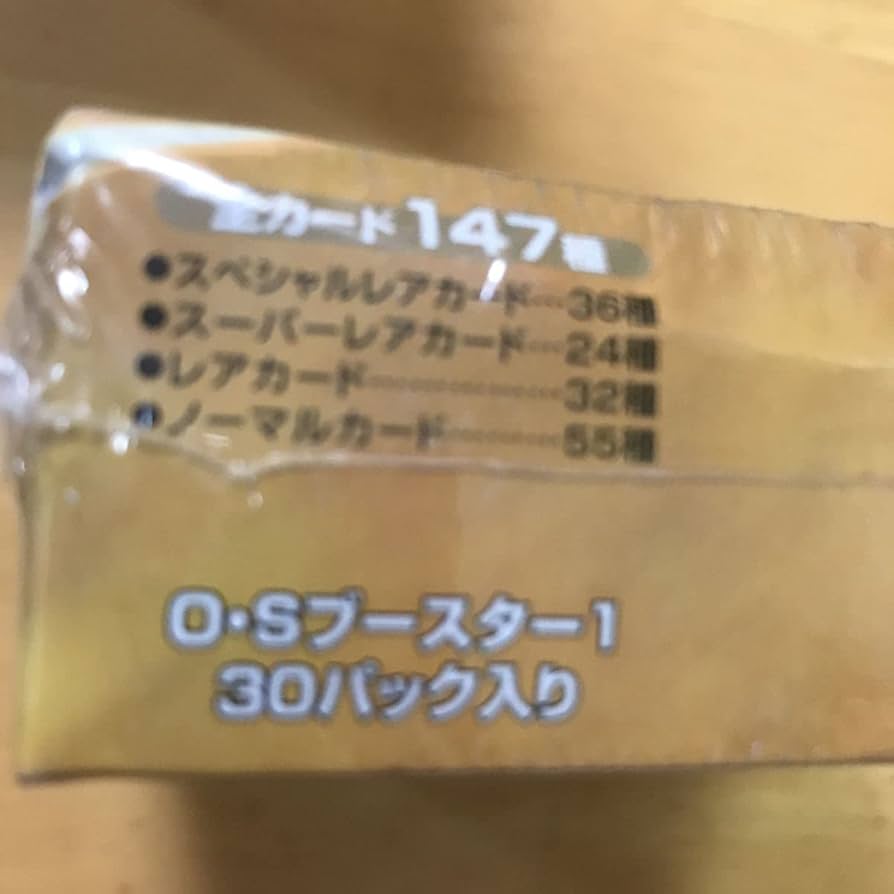 全カード147種
●スペシャルレアカード…36種
●スーパーレアカード…24種
●レアカード………………32種
●ノーマルカード…………55種
O・Sブースター1
30パック入り